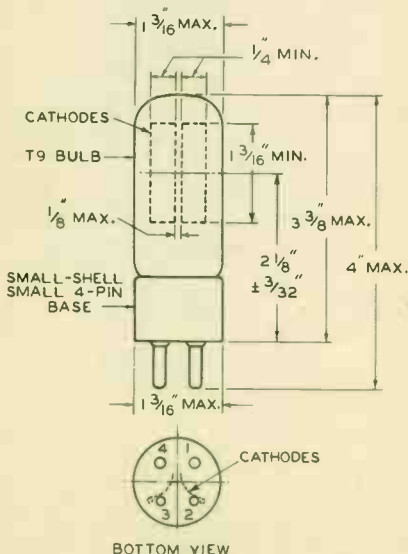 1 3/16" MAX.
1/4" MIN.
CATHODES
T9 BULB
1 3/16" MIN.
1/8" MAX.
3 3/8" MAX.
4" MAX.
2 1/8"
± 3/32"
SMALL-SHELL
SMALL 4-PIN
BASE
1 3/16" MAX.
4 1
CATHODES
3 2
BOTTOM VIEW